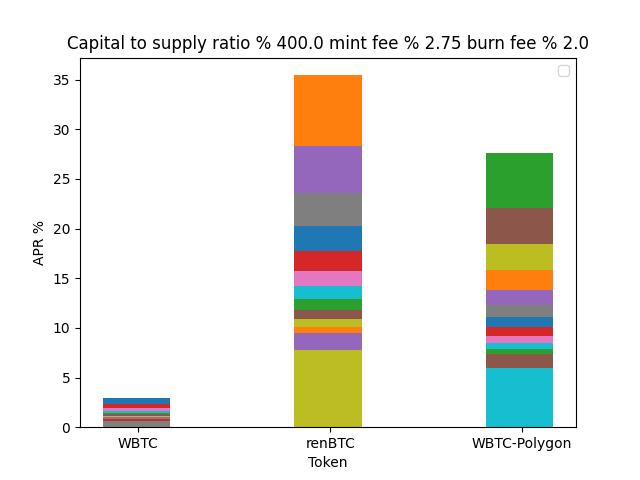 Capital to supply ratio % 400.0 mint fee % 2.75 burn fee % 2.0
35
30
25
20
15
10
5
0
APR %
WBTC renBTC WBTC-Polygon
Token